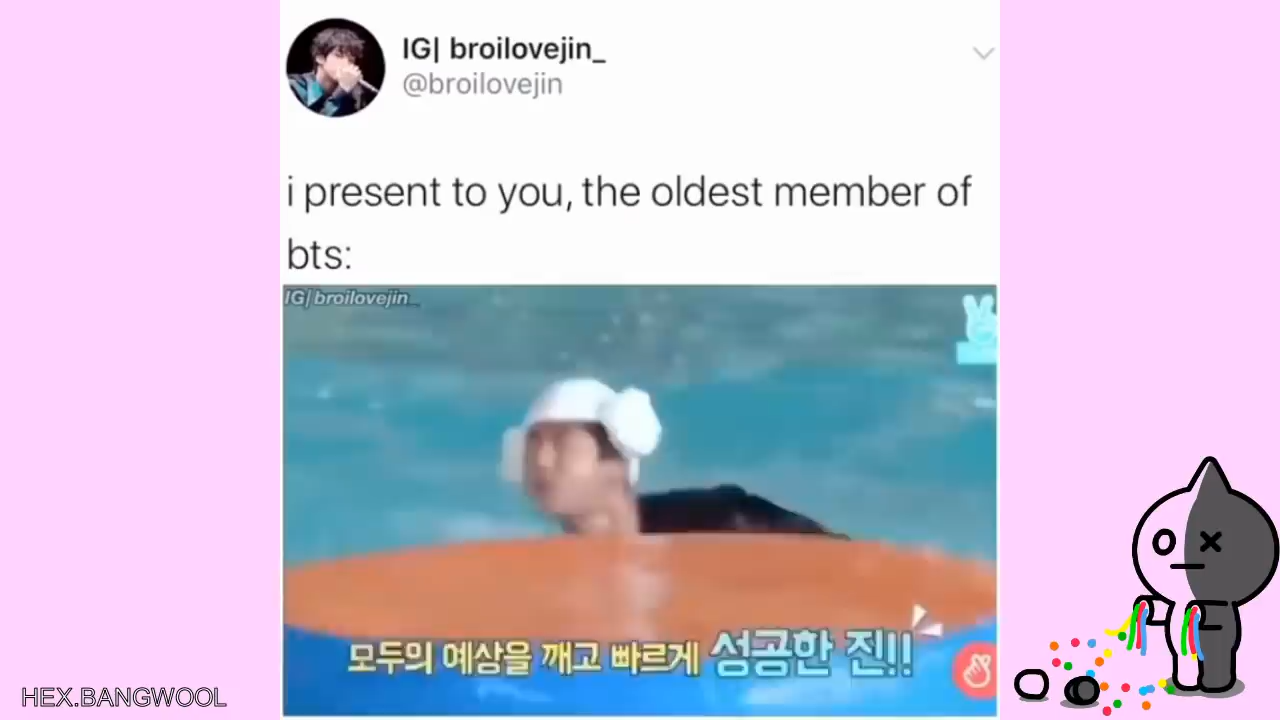 IG| broilovejin_
@broilovejin
i present to you, the oldest member of
bts:
IG|broilovejin_
모두의 예상을 깨고 빠르게 성공한 진!!
HEX.BANGWOOL